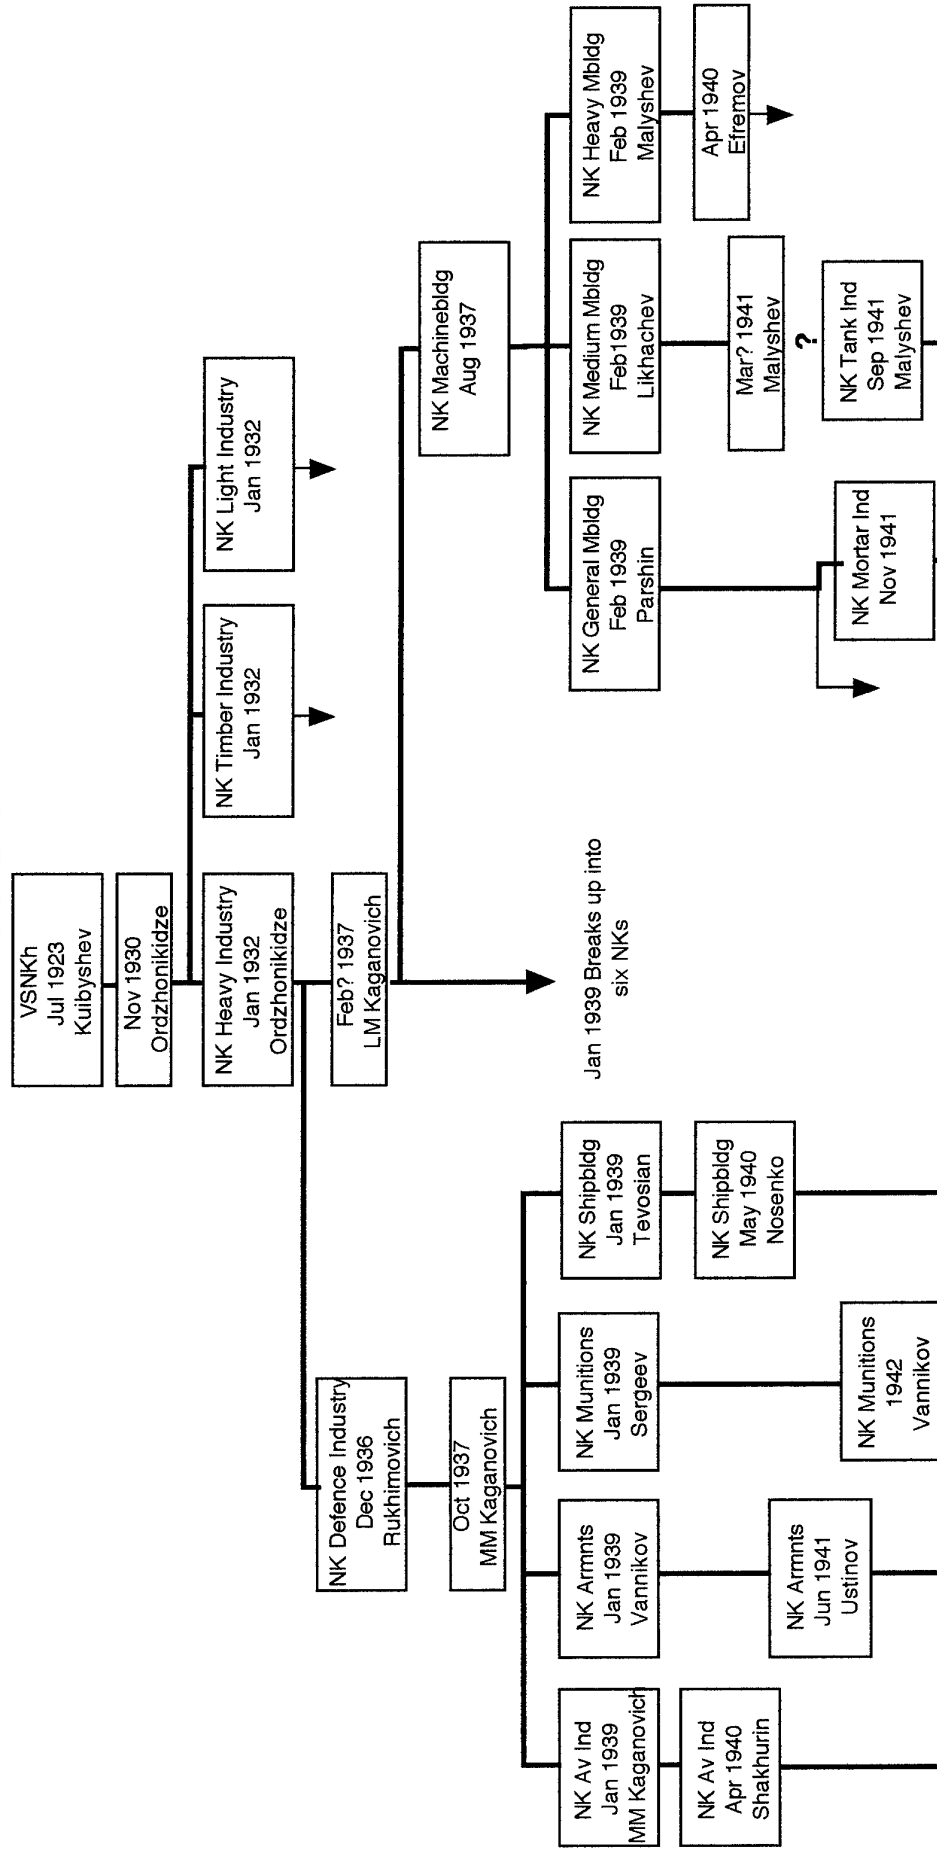 VSNKh
Jul 1923
Kuibyshev
Nov 1930
Ordzhonikidze
NK Heavy Industry
Jan 1932
Ordzhonikidze
NK Timber Industry
Jan 1932
NK Light Industry
Jan 1932
Feb? 1937
LM Kaganovich
NK Defence Industry
Dec 1936
Rukhimovich
Oct 1937
MM Kaganovich
NK Machinebldg
Aug 1937
NK Av Ind
Jan 1939
MM Kaganovich
NK Armnts
Jan 1939
Vannikov
NK Munitions
Jan 1939
Sergeev
NK Shipbldg
Jan 1939
Tevosian
Jan 1939 Breaks up into
six NKs
NK General Mbldg
Feb 1939
Parshin
NK Medium Mbldg
Feb1939
Likhachev
NK Heavy Mbldg
Feb 1939
Malyshev
NK Av Ind
Apr 1940
Shakhurin
NK Shipbldg
May 1940
Nosenko
Apr 1940
Efremov
Mar? 1941
Malyshev
?
NK Armnts
Jun 1941
Ustinov
NK Munitions
1942
Vannikov
NK Mortar Ind
Nov 1941
NK Tank Ind
Sep 1941
Malyshev